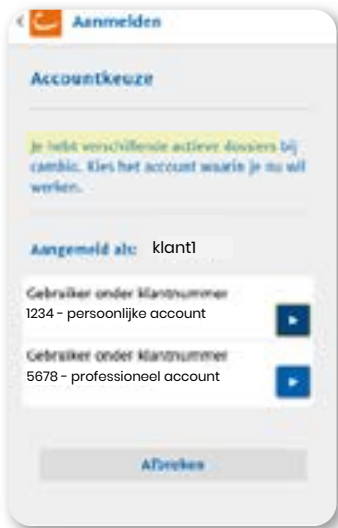 Aanmelden
Accountkeuze
Je hebt verschillende actieve dossiers bij
cambio. Kies het account waarin je nu wil
werken.
Aangemeld als: klant1
Gebruiker onder klantnummer
1234 - persoonlijke account
Gebruiker onder klantnummer
5678 - professioneel account
Afbreken